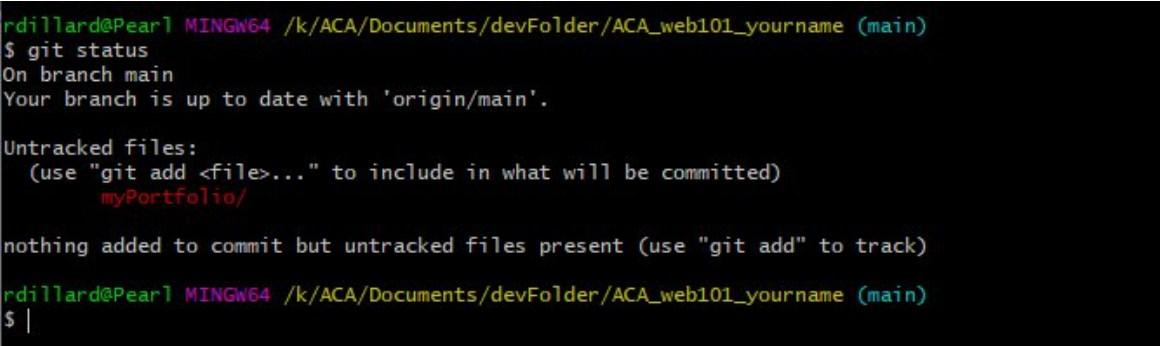 rdillard@Pearl MINGW64 /k/ACA/Documents/devFolder/ACA_web101_yourname (main)
$ git status
On branch main
Your branch is up to date with 'origin/main'.

Untracked files:
  (use "git add <file>..." to include in what will be committed)
        myPortfolio/

nothing added to commit but untracked files present (use "git add" to track)

rdillard@Pearl MINGW64 /k/ACA/Documents/devFolder/ACA_web101_yourname (main)
$